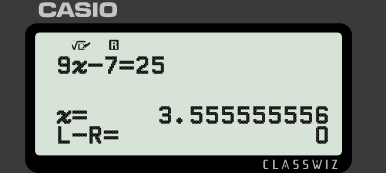 CASIO
√▱/ R
9x−7=25
x= 3.555555556
L−R= 0
CLASSWIZ